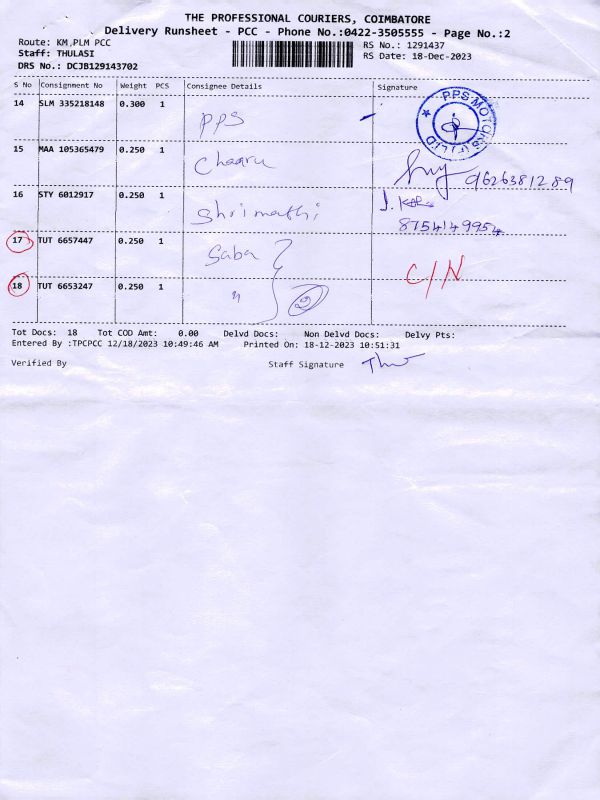 THE PROFESSIONAL COURIERS, COIMBATORE
Delivery Runsheet - PCC - Phone No.:0422-3505555 - Page No.:2
Route: KM,PLM PCC RS No.: 1291437
Staff: THULASI RS Date: 18-Dec-2023
DRS No.: DCJB129143702
S No Consignment No Weight PCS Consignee Details Signature
14 SLM 335218148 0.300 1 PPS PPS MOTORS (P) LTD
15 MAA 105365479 0.250 1 Chaaru 9626381289
16 STY 6012917 0.250 1 Shrimathi J.
8754149954
17 TUT 6657447 0.250 1 Saba C/N
18 TUT 6653247 0.250 1 " 2
Tot Docs: 18 Tot COD Amt: 0.00 Delvd Docs: Non Delvd Docs: Delvy Pts:
Entered By :TPCPCC 12/18/2023 10:49:46 AM Printed On: 18-12-2023 10:51:31
Verified By Staff Signature